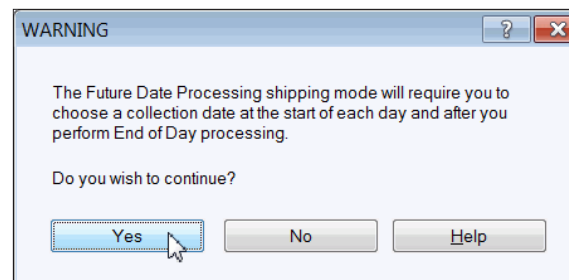 WARNING
?
The Future Date Processing shipping mode will require you to
choose a collection date at the start of each day and after you
perform End of Day processing.
Do you wish to continue?
Yes No Help